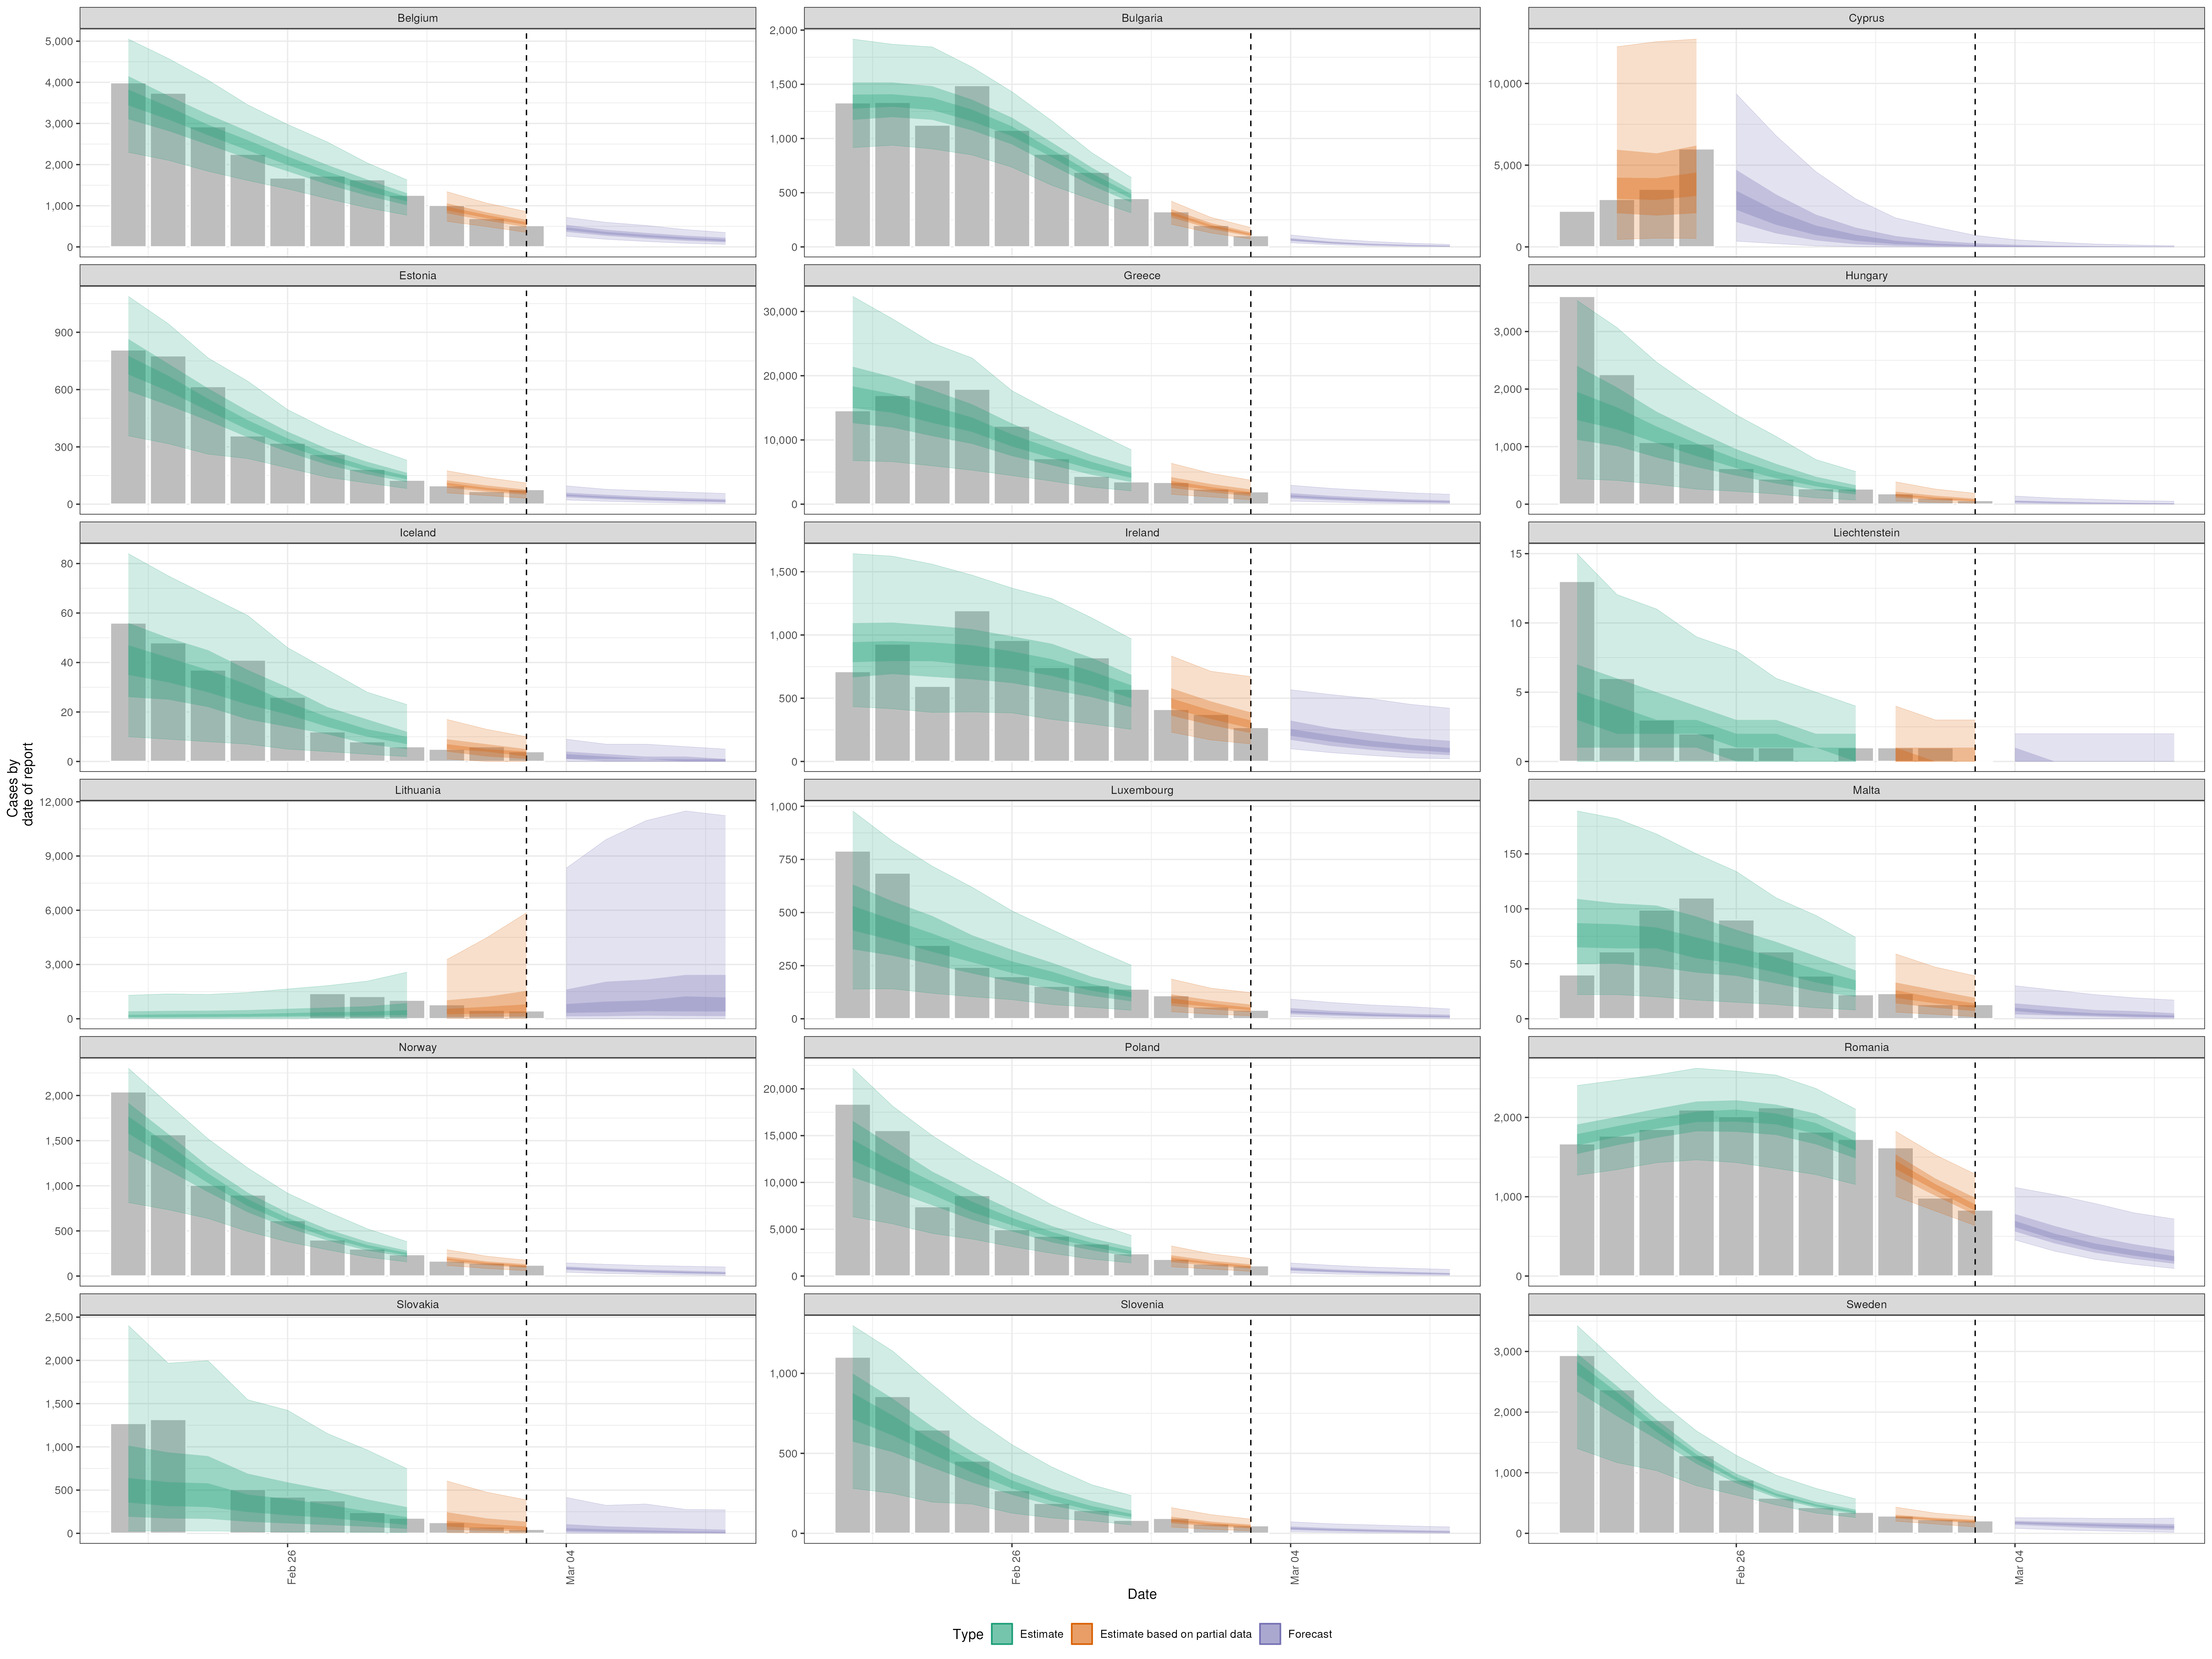 Belgium
Bulgaria
Cyprus
5,000
4,000
3,000
2,000
1,000
0
2,000
1,500
1,000
500
0
10,000
5,000
0
Estonia
Greece
Hungary
900
600
300
0
30,000
20,000
10,000
0
3,000
2,000
1,000
0
Iceland
Ireland
Liechtenstein
80
60
40
20
0
1,500
1,000
500
0
15
10
5
0
Cases by
date of report
Lithuania
Luxembourg
Malta
12,000
9,000
6,000
3,000
0
1,000
750
500
250
0
150
100
50
0
Norway
Poland
Romania
2,000
1,500
1,000
500
0
20,000
15,000
10,000
5,000
0
2,000
1,000
0
Slovakia
Slovenia
Sweden
2,500
2,000
1,500
1,000
500
0
1,000
500
0
3,000
2,000
1,000
0
Feb 26
Mar 04
Feb 26
Mar 04
Feb 26
Mar 04
Date
Type Estimate Estimate based on partial data Forecast